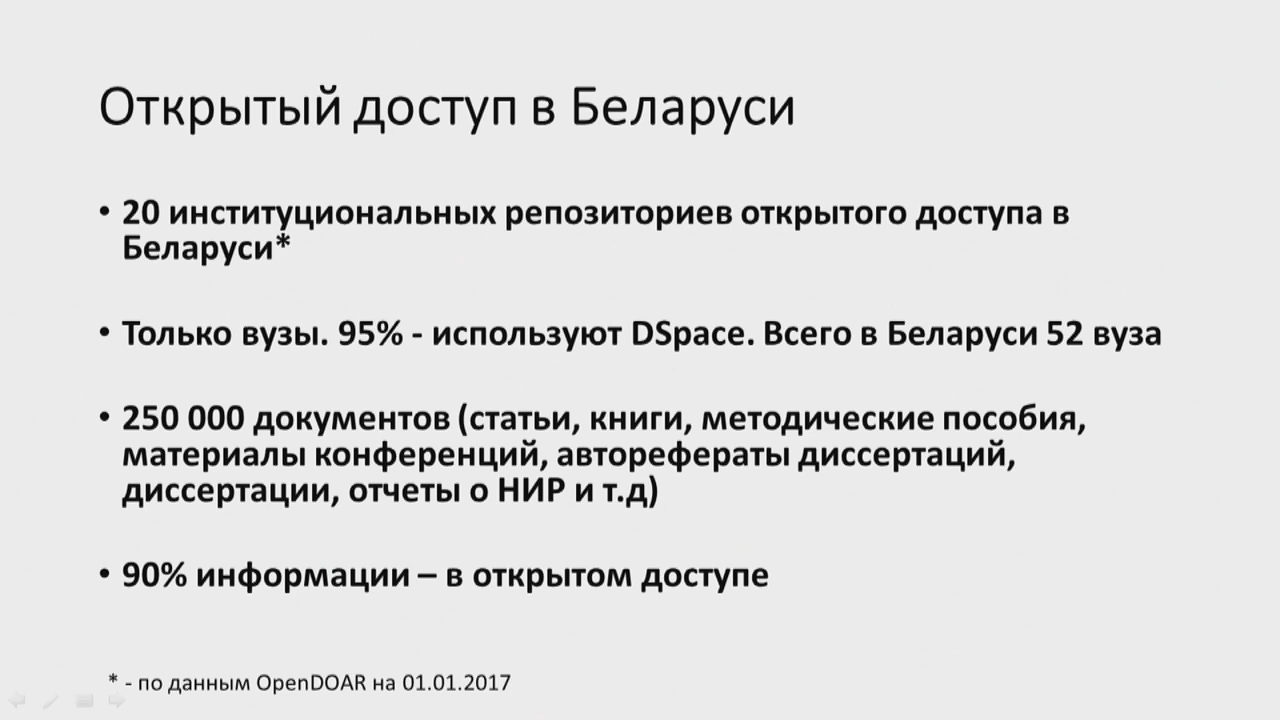 Открытый доступ в Беларуси
• 20 институциональных репозиториев открытого доступа в
Беларуси*
• Только вузы. 95% - используют DSpace. Всего в Беларуси 52 вуза
• 250 000 документов (статьи, книги, методические пособия,
материалы конференций, авторефераты диссертаций,
диссертации, отчеты о НИР и т.д)
• 90% информации – в открытом доступе
* - по данным OpenDOAR на 01.01.2017